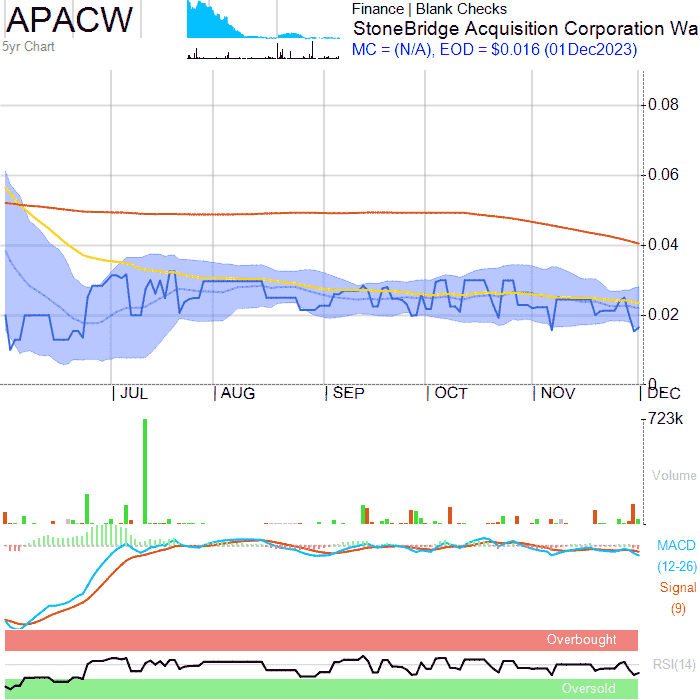 APACW
5yr Chart
Finance | Blank Checks
StoneBridge Acquisition Corporation Wa
MC = (N/A), EOD = $0.016 (01Dec2023)
0.08
0.06
0.04
0.02
0
JUL AUG SEP OCT NOV DEC
723k
Volume
MACD
(12-26)
Signal
(9)
Overbought
RSI(14)
Oversold